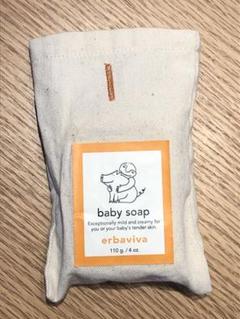 baby soap
Exceptionally mild and creamy for
you or your baby's tender skin.
erbaviva
110 g. / 4 oz.